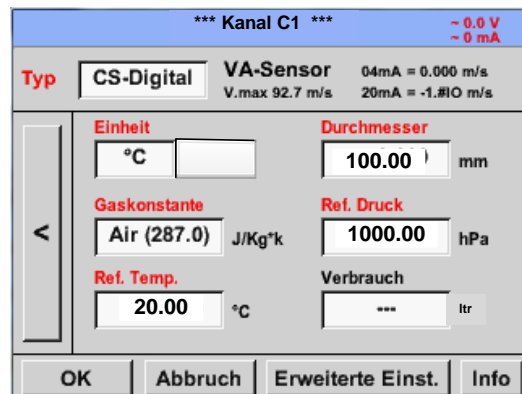 *** Kanal C1 ***
~ 0.0 V
~ 0 mA
Typ CS-Digital VA-Sensor 04mA = 0.000 m/s
V.max 92.7 m/s 20mA = -1.#IO m/s
Einheit Durchmesser
°C 100.00 mm
Gaskonstante Ref. Druck
< Air (287.0) J/Kg*k 1000.00 hPa
Ref. Temp. Verbrauch
20.00 °C --- ltr
OK Abbruch Erweiterte Einst. Info